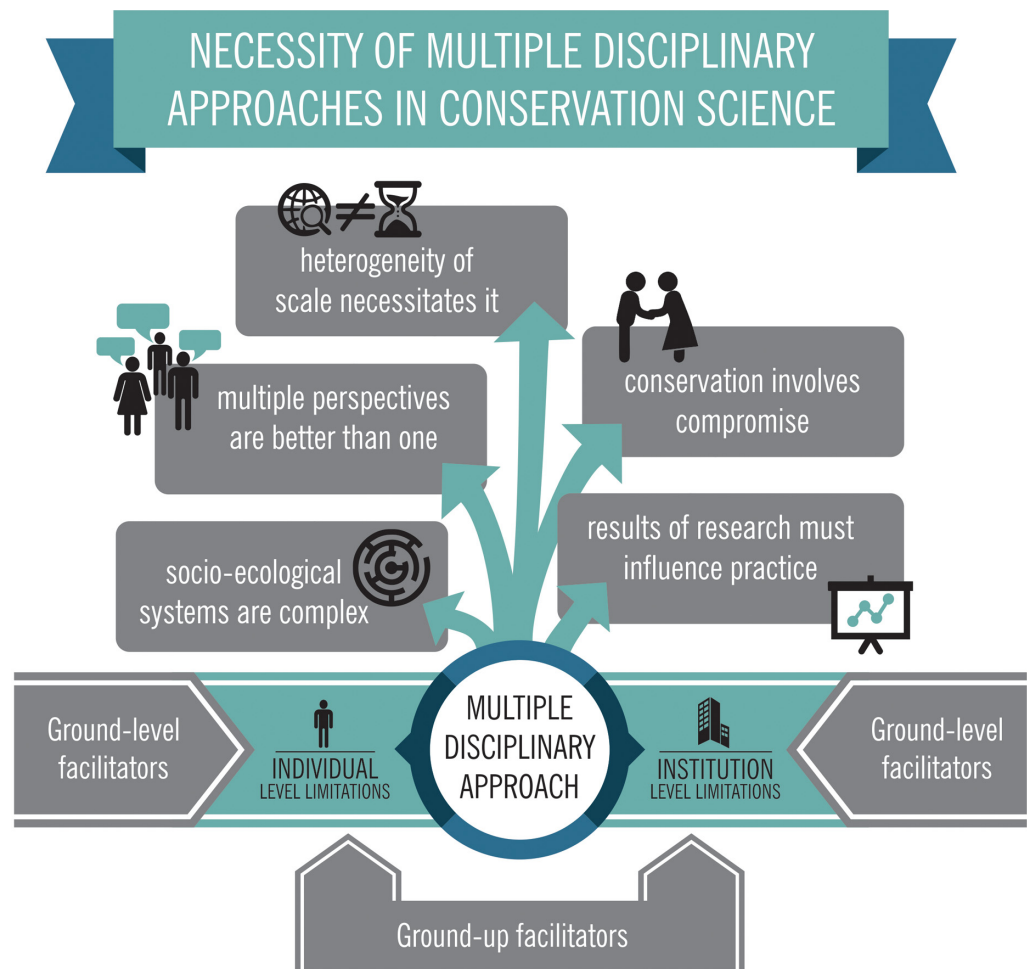 NECESSITY OF MULTIPLE DISCIPLINARY
APPROACHES IN CONSERVATION SCIENCE
heterogeneity of
scale necessitates it
conservation involves
compromise
multiple perspectives
are better than one
results of research must
influence practice
socio-ecological
systems are complex
Ground-level
facilitators
INDIVIDUAL
LEVEL LIMITATIONS
MULTIPLE
DISCIPLINARY
APPROACH
INSTITUTION
LEVEL LIMITATIONS
Ground-level
facilitators
Ground-up facilitators